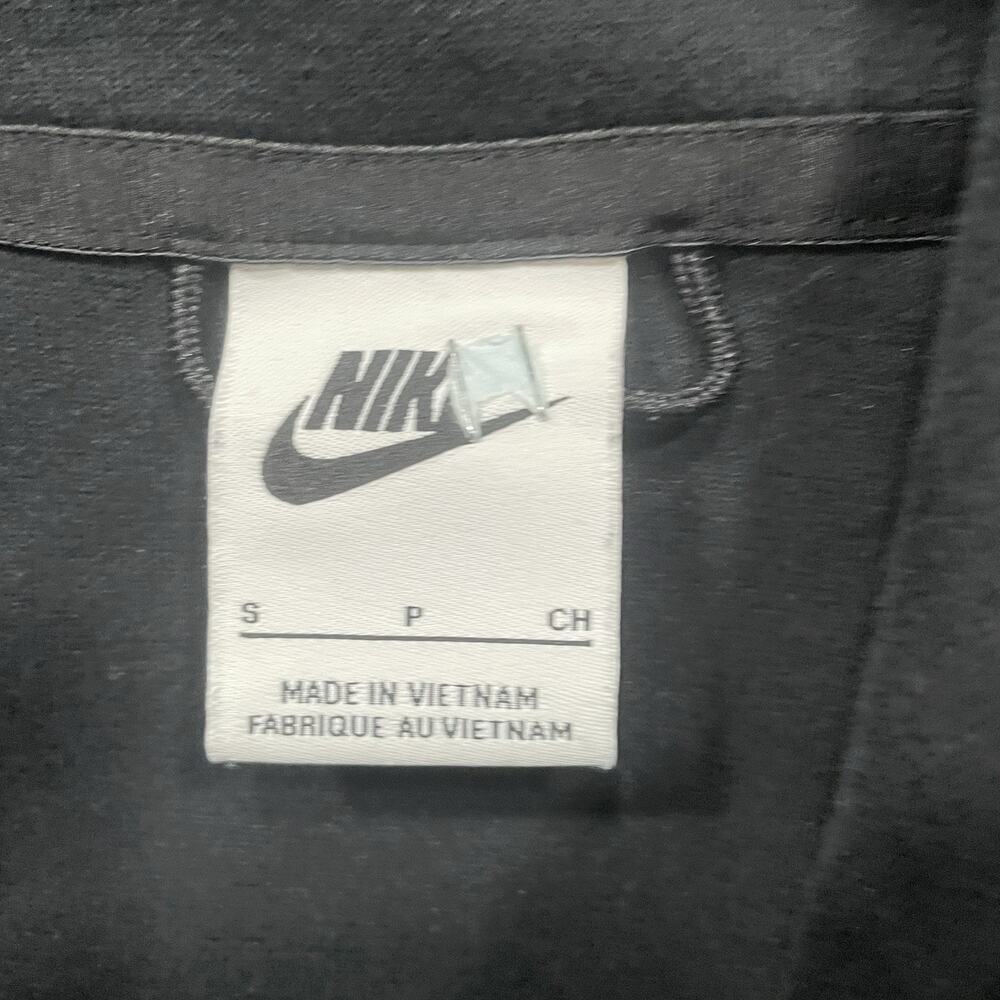 NIK
S P CH
MADE IN VIETNAM
FABRIQUE AU VIETNAM